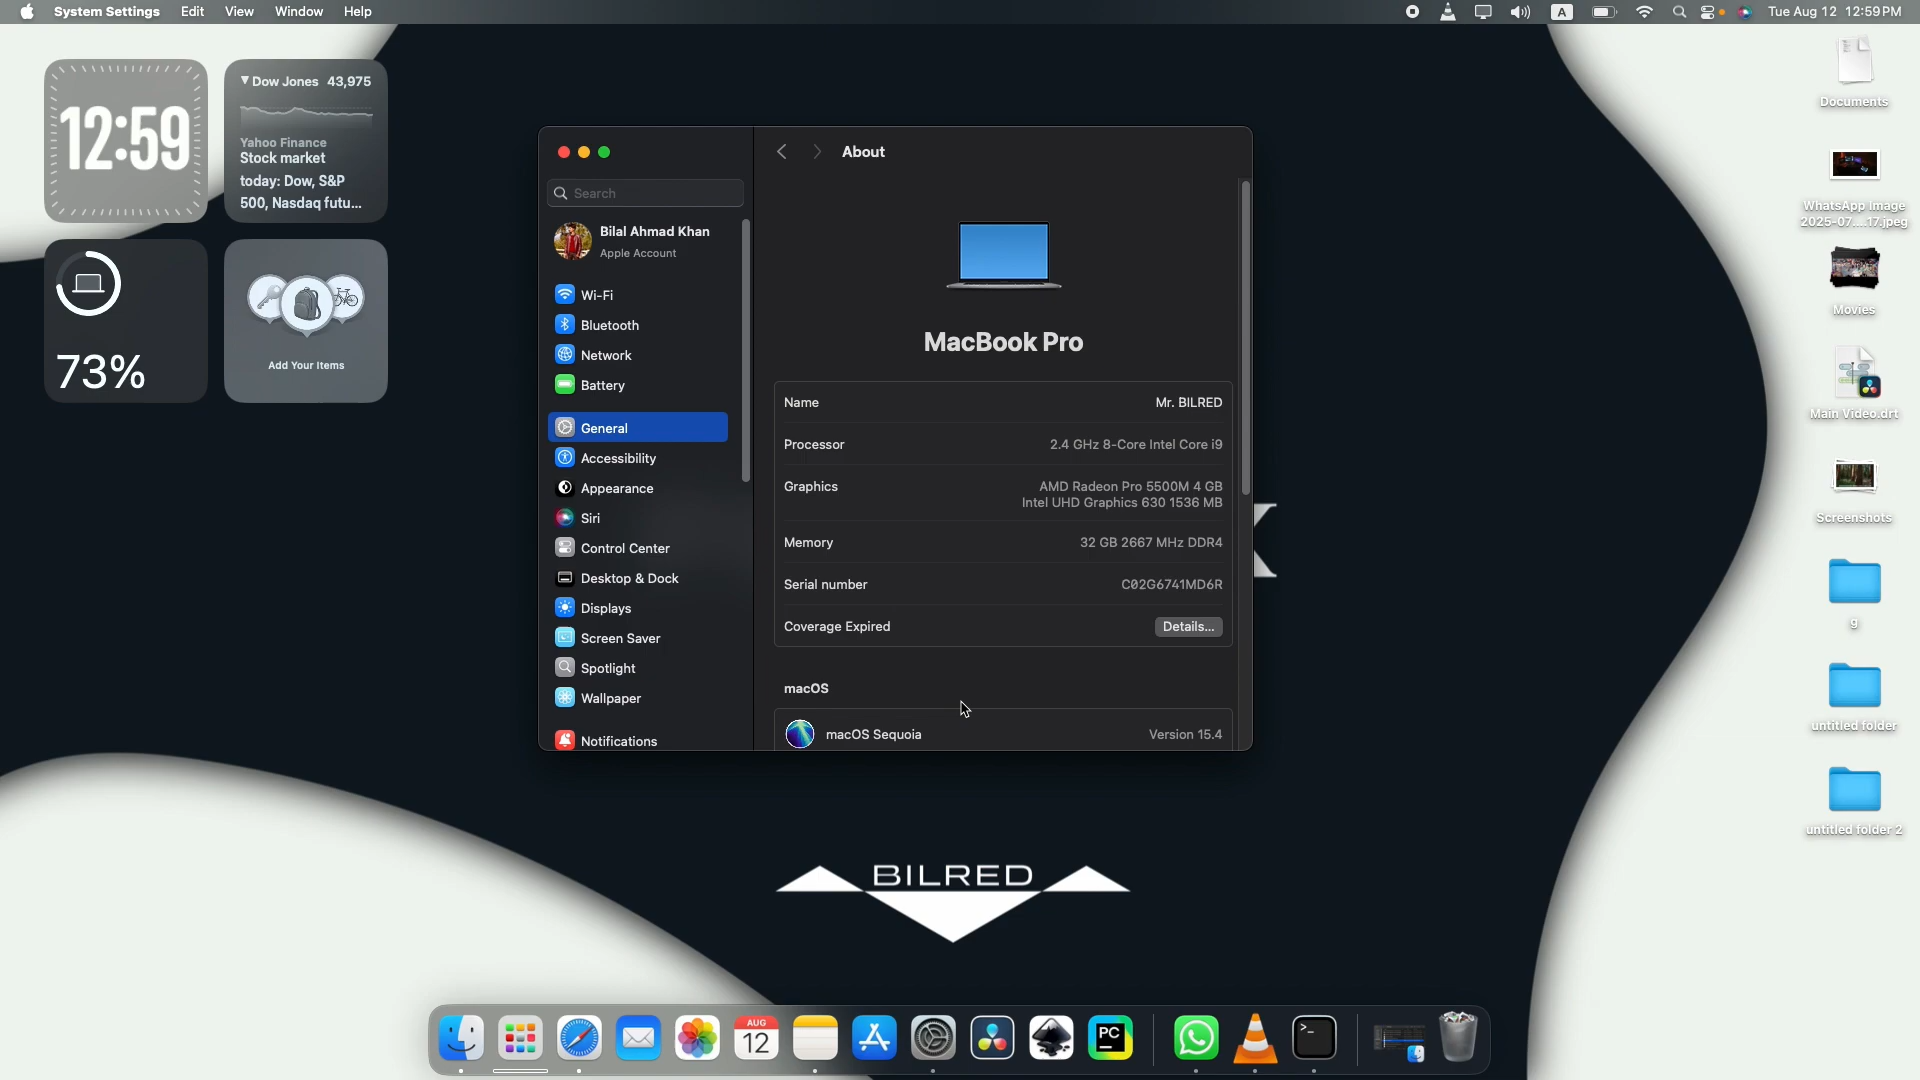 System Settings Edit View Window Help
A Tue Aug 12 12:59 PM
12:59
Dow Jones 43,975
Yahoo Finance
Stock market
today: Dow, S&P
500, Nasdaq futu...
73%
Add Your Items
About
Search
Bilal Ahmad Khan
Apple Account
Wi-Fi
Bluetooth
Network
Battery
General
Accessibility
Appearance
Siri
Control Center
Desktop & Dock
Displays
Screen Saver
Spotlight
Wallpaper
Notifications
MacBook Pro
Name Mr. BILRED
Processor 2.4 GHz 8-Core Intel Core i9
Graphics AMD Radeon Pro 5500M 4 GB
Intel UHD Graphics 630 1536 MB
Memory 32 GB 2667 MHz DDR4
Serial number C02G6741MD6R
Coverage Expired Details...
macOS
macOS Sequoia Version 15.4
Documents
WhatsApp Image
2025-07....17.jpeg
Movies
Main Video.drt
Screenshots
g
untitled folder
untitled folder 2
BILRED
AUG
12
PC
>_